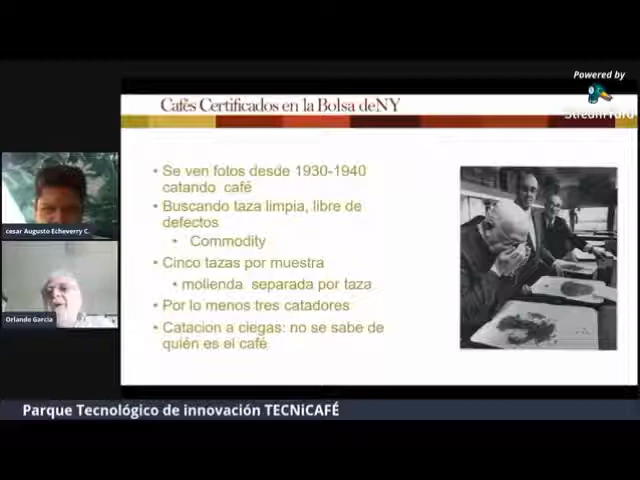 Powered by
StreamYard
Cafés Certificados en la Bolsa deNY
• Se ven fotos desde 1930-1940
catando café
• Buscando taza limpia, libre de
defectos
• Commodity
• Cinco tazas por muestra
• molienda separada por taza
• Por lo menos tres catadores
• Catacion a ciegas: no se sabe de
quién es el café
cesar Augusto Echeverry C.
Orlando Garcia
Parque Tecnológico de innovación TECNiCAFÉ